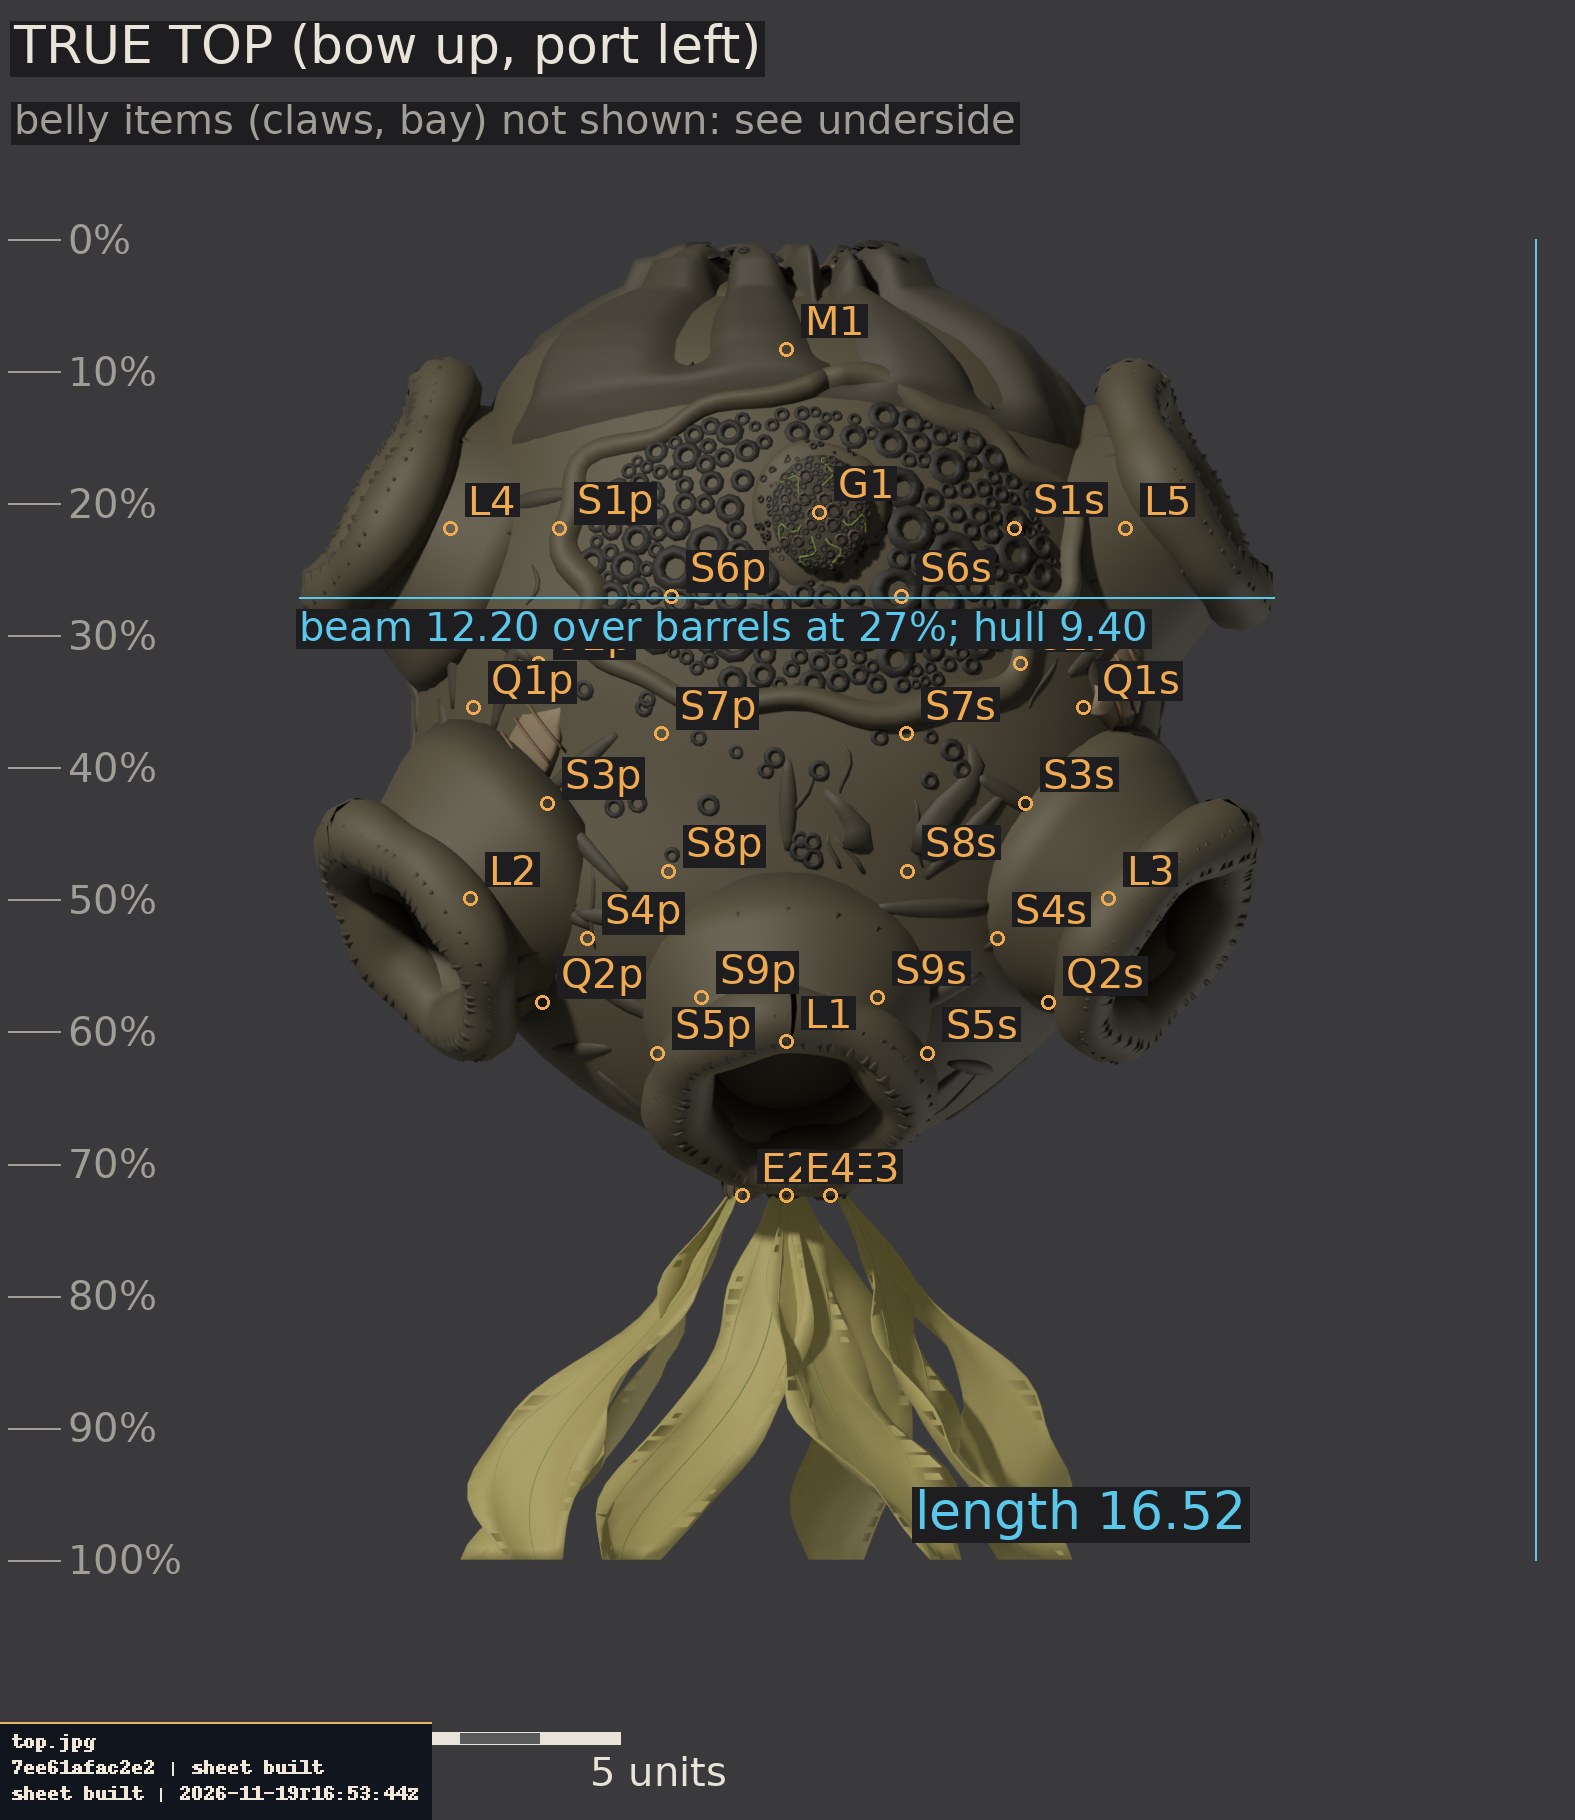 TRUE TOP (bow up, port left)
belly items (claws, bay) not shown: see underside
0%
M1
10%
20%
L4
S1p
G1
S1s
L5
S6p
S6s
beam 12.20 over barrels at 27%; hull 9.40
30%
Q1p
S7p
S7s
Q1s
40%
S3p
S3s
S8p
S8s
L2
L3
50%
S4p
S4s
Q2p
S9p
S9s
Q2s
60%
S5p
L1
S5s
70%
E2 E4 E3
80%
90%
length 16.52
100%
top.jpg
7ee61afac2e2 | sheet built
sheet built | 2026-11-19T16:53:44Z
5 units